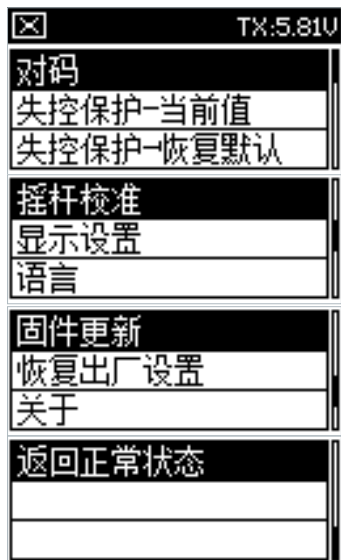 TX:5.81V
对码
失控保护-当前值
失控保护→恢复默认
摇杆校准
显示设置
语言
固件更新
恢复出厂设置
关于
返回正常状态